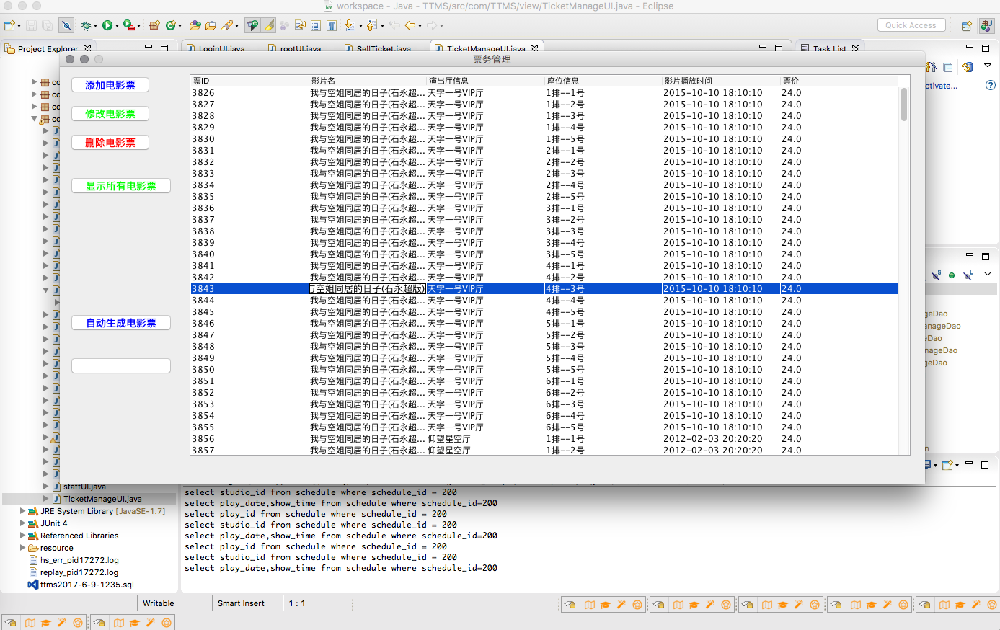 workspace - Java - TTMS/src/com/TTMS/view/TicketManageUI.java - Eclipse
Quick Access
Project Explorer
LoginUI.java
rootUI.java
SellTicket.java
TicketManageUI.java
Task List
票务管理
添加电影票
修改电影票
删除电影票
显示所有电影票
自动生成电影票
票ID 影片名 演出厅信息 座位信息 影片播放时间 票价
3826 我与空姐同居的日子(石永超... 天字一号VIP厅 1排--1号 2015-10-10 18:10:10 24.0
3827 我与空姐同居的日子(石永超... 天字一号VIP厅 1排--2号 2015-10-10 18:10:10 24.0
3828 我与空姐同居的日子(石永超... 天字一号VIP厅 1排--3号 2015-10-10 18:10:10 24.0
3829 我与空姐同居的日子(石永超... 天字一号VIP厅 1排--4号 2015-10-10 18:10:10 24.0
3830 我与空姐同居的日子(石永超... 天字一号VIP厅 1排--5号 2015-10-10 18:10:10 24.0
3831 我与空姐同居的日子(石永超... 天字一号VIP厅 2排--1号 2015-10-10 18:10:10 24.0
3832 我与空姐同居的日子(石永超... 天字一号VIP厅 2排--2号 2015-10-10 18:10:10 24.0
3833 我与空姐同居的日子(石永超... 天字一号VIP厅 2排--3号 2015-10-10 18:10:10 24.0
3834 我与空姐同居的日子(石永超... 天字一号VIP厅 2排--4号 2015-10-10 18:10:10 24.0
3835 我与空姐同居的日子(石永超... 天字一号VIP厅 2排--5号 2015-10-10 18:10:10 24.0
3836 我与空姐同居的日子(石永超... 天字一号VIP厅 3排--1号 2015-10-10 18:10:10 24.0
3837 我与空姐同居的日子(石永超... 天字一号VIP厅 3排--2号 2015-10-10 18:10:10 24.0
3838 我与空姐同居的日子(石永超... 天字一号VIP厅 3排--3号 2015-10-10 18:10:10 24.0
3839 我与空姐同居的日子(石永超... 天字一号VIP厅 3排--4号 2015-10-10 18:10:10 24.0
3840 我与空姐同居的日子(石永超... 天字一号VIP厅 3排--5号 2015-10-10 18:10:10 24.0
3841 我与空姐同居的日子(石永超... 天字一号VIP厅 4排--1号 2015-10-10 18:10:10 24.0
3842 我与空姐同居的日子(石永超... 天字一号VIP厅 4排--2号 2015-10-10 18:10:10 24.0
3843 空姐同居的日子(石永超版) 天字一号VIP厅 4排--3号 2015-10-10 18:10:10 24.0
3844 我与空姐同居的日子(石永超... 天字一号VIP厅 4排--4号 2015-10-10 18:10:10 24.0
3845 我与空姐同居的日子(石永超... 天字一号VIP厅 4排--5号 2015-10-10 18:10:10 24.0
3846 我与空姐同居的日子(石永超... 天字一号VIP厅 5排--1号 2015-10-10 18:10:10 24.0
3847 我与空姐同居的日子(石永超... 天字一号VIP厅 5排--2号 2015-10-10 18:10:10 24.0
3848 我与空姐同居的日子(石永超... 天字一号VIP厅 5排--3号 2015-10-10 18:10:10 24.0
3849 我与空姐同居的日子(石永超... 天字一号VIP厅 5排--4号 2015-10-10 18:10:10 24.0
3850 我与空姐同居的日子(石永超... 天字一号VIP厅 5排--5号 2015-10-10 18:10:10 24.0
3851 我与空姐同居的日子(石永超... 天字一号VIP厅 6排--1号 2015-10-10 18:10:10 24.0
3852 我与空姐同居的日子(石永超... 天字一号VIP厅 6排--2号 2015-10-10 18:10:10 24.0
3853 我与空姐同居的日子(石永超... 天字一号VIP厅 6排--3号 2015-10-10 18:10:10 24.0
3854 我与空姐同居的日子(石永超... 天字一号VIP厅 6排--4号 2015-10-10 18:10:10 24.0
3855 我与空姐同居的日子(石永超... 天字一号VIP厅 6排--5号 2015-10-10 18:10:10 24.0
3856 我与空姐同居的日子(石永超... 仰望星空厅 1排--1号 2012-02-03 20:20:20 24.0
3857 我与空姐同居的日子(石永超... 仰望星空厅 1排--2号 2012-02-03 20:20:20 24.0
ctivate...
geDao
anageDao
eDao
nageDao
geDao
staffUI.java
TicketManageUI.java
JRE System Library [JavaSE-1.7]
JUnit 4
Referenced Libraries
resource
hs_err_pid17272.log
replay_pid17272.log
ttms2017-6-9-1235.sql
select studio_id from schedule where schedule_id = 200
select play_date,show_time from schedule where schedule_id=200
select play_id from schedule where schedule_id = 200
select studio_id from schedule where schedule_id = 200
select play_date,show_time from schedule where schedule_id=200
select play_id from schedule where schedule_id = 200
select studio_id from schedule where schedule_id = 200
select play_date,show_time from schedule where schedule_id=200
Writable
Smart Insert
1 : 1